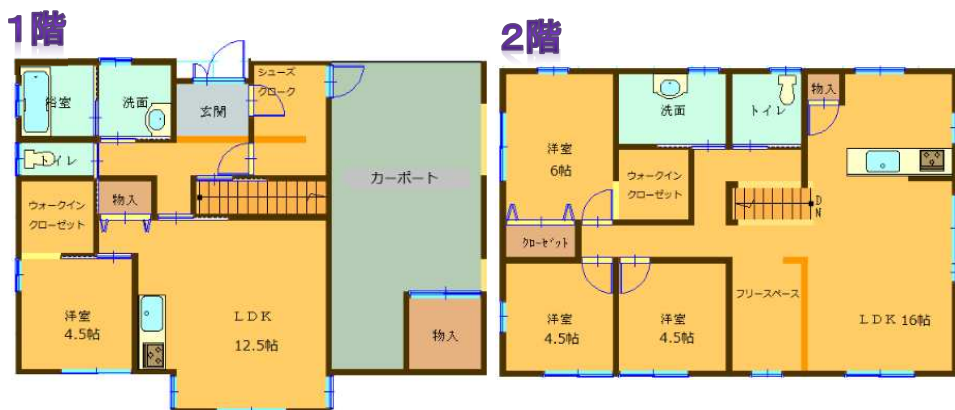 1階
浴室
洗面
玄関
シューズ
クローク
トイレ
ウォークイン
クローゼット
物入
カーポート
洋室
4.5帖
LDK
12.5帖
物入
2階
洋室
6帖
洗面
トイレ
物入
ウォークイン
クローゼット
クローゼット
DN
洋室
4.5帖
洋室
4.5帖
フリースペース
LDK 16帖